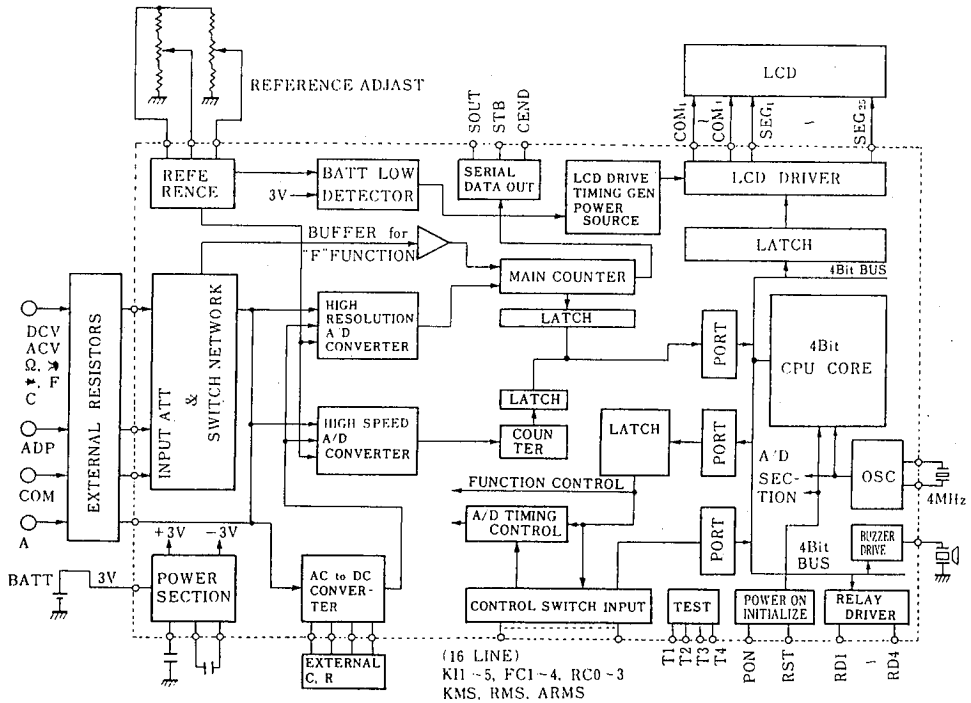 REFERENCE ADJAST
LCD
SOUT
STB
CEND
COM1
~
COM4
SEG1
~
SEG25
REFE
RENCE
BATT LOW
DETECTOR
3V
SERIAL
DATA OUT
LCD DRIVE
TIMING GEN
POWER
SOURCE
LCD DRIVER
LATCH
4Bit BUS
BUFFER for
"F" FUNCTION
MAIN COUNTER
LATCH
HIGH
RESOLUTION
A/D
CONVERTER
PORT
4Bit
CPU CORE
DCV
ACV
Ω,
F
C
ADP
COM
A
EXTERNAL RESISTORS
INPUT ATT
&
SWITCH NETWORK
HIGH SPEED
A/D
CONVERTER
LATCH
COUN
TER
LATCH
PORT
A/D
SEC-
TION
OSC
4MHz
FUNCTION CONTROL
A/D TIMING
CONTROL
PORT
4Bit
BUS
BUZZER
DRIVE
+3V
-3V
BATT
3V
POWER
SECTION
AC to DC
CONVER-
TER
CONTROL SWITCH INPUT
TEST
POWER ON
INITIALIZE
RELAY
DRIVER
EXTERNAL
C, R
(16 LINE)
KI1~5, FC1~4, RC0~3
KMS, RMS, ARMS
T1
T2
T3
T4
PON
RST
RD1
~
RD4